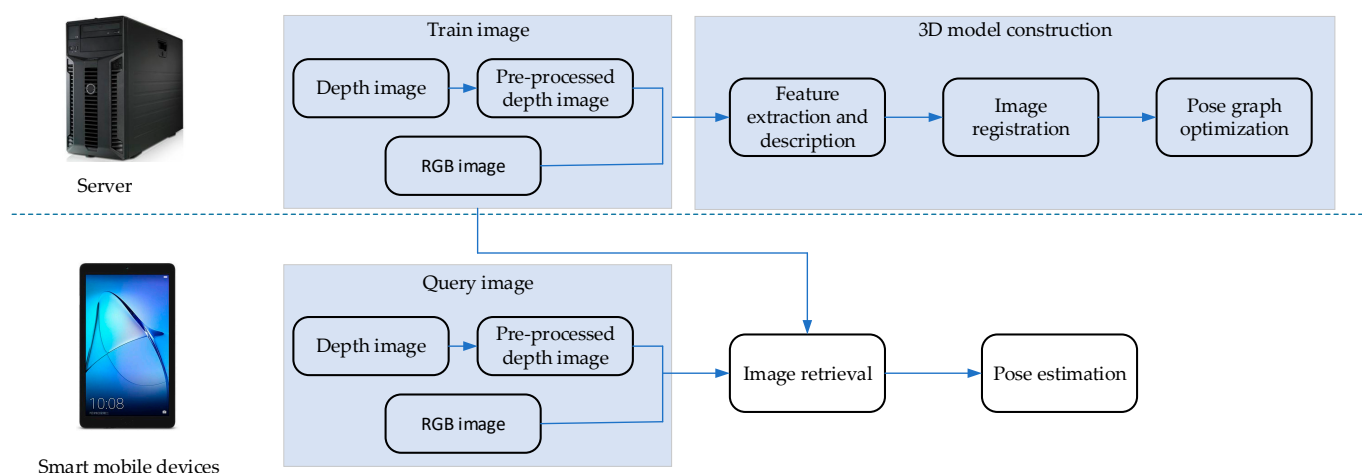 Train image
3D model construction
Depth image
Pre-processed
depth image
RGB image
Feature
extraction and
description
Image
registration
Pose graph
optimization
Server
Query image
Depth image
Pre-processed
depth image
RGB image
Image retrieval
Pose estimation
10:08
Smart mobile devices